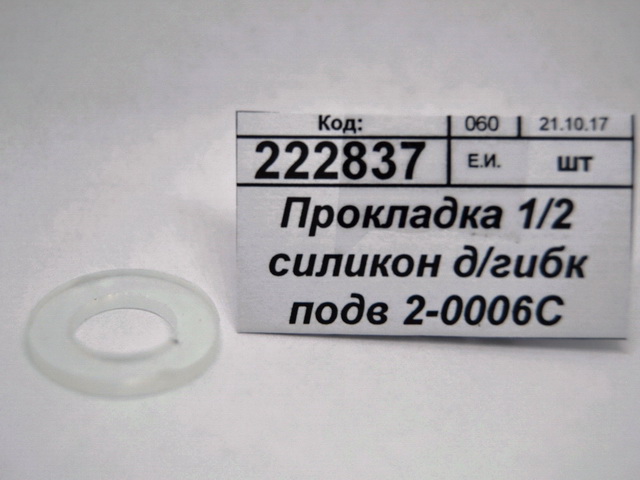 Код: 060 21.10.17
222837 Е.И. шт
Прокладка 1/2
силикон д/гибк
подв 2-0006С